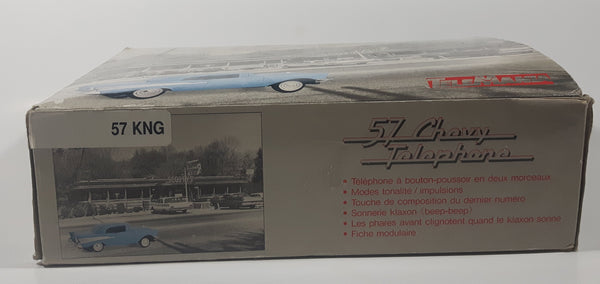 57 KNG
57 Chevy
Telephone
• Téléphone à bouton-poussoir en deux morceaux
• Modes tonalité / impulsions
• Touche de composition du dernier numéro
• Sonnerie klaxon (beep-beep)
• Les phares avant clignotent quand le klaxon sonne
• Fiche modulaire